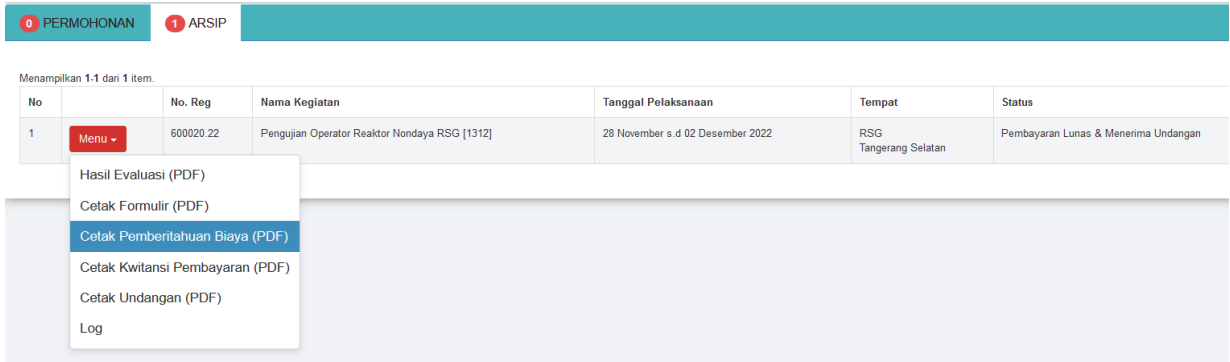 0 PERMOHONAN 1 ARSIP
Menampilkan 1-1 dari 1 item.
No No. Reg Nama Kegiatan Tanggal Pelaksanaan Tempat Status
1 Menu 600020.22 Pengujian Operator Reaktor Nondaya RSG [1312] 28 November s.d 02 Desember 2022 RSG Pembayaran Lunas & Menerima Undangan
Tangerang Selatan
Hasil Evaluasi (PDF)
Cetak Formulir (PDF)
Cetak Pemberitahuan Biaya (PDF)
Cetak Kwitansi Pembayaran (PDF)
Cetak Undangan (PDF)
Log